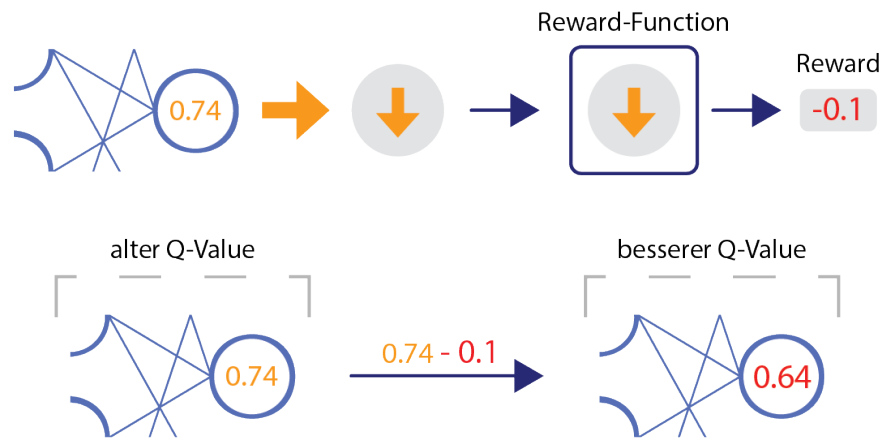 Reward-Function
Reward
0.74
-0.1
alter Q-Value
besserer Q-Value
0.74 - 0.1
0.74
0.64